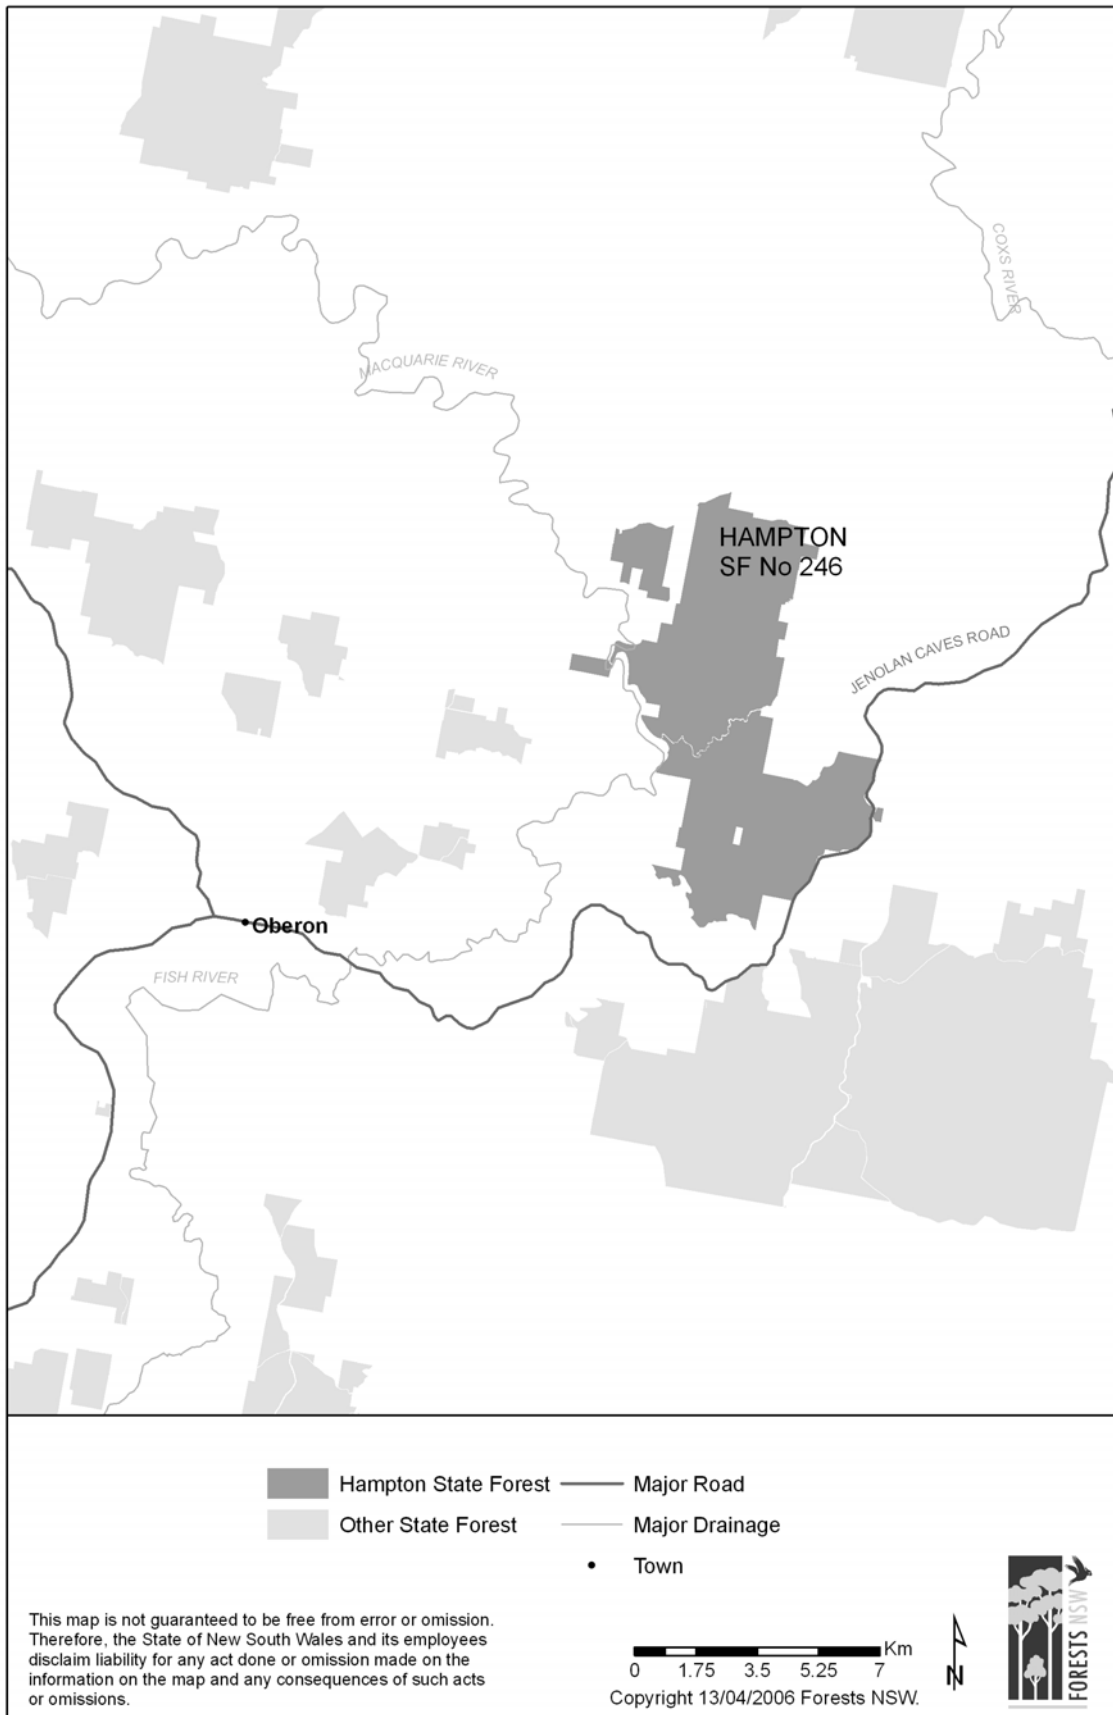 COXS RIVER
MACQUARIE RIVER
HAMPTON
SF No 246
JENOLAN CAVES ROAD
Oberon
FISH RIVER
Hampton State Forest
Major Road
Other State Forest
Major Drainage
Town
This map is not guaranteed to be free from error or omission.
Therefore, the State of New South Wales and its employees
disclaim liability for any act done or omission made on the
information on the map and any consequences of such acts
or omissions.
Km
0 1.75 3.5 5.25 7
Copyright 13/04/2006 Forests NSW.
N
FORESTS NSW